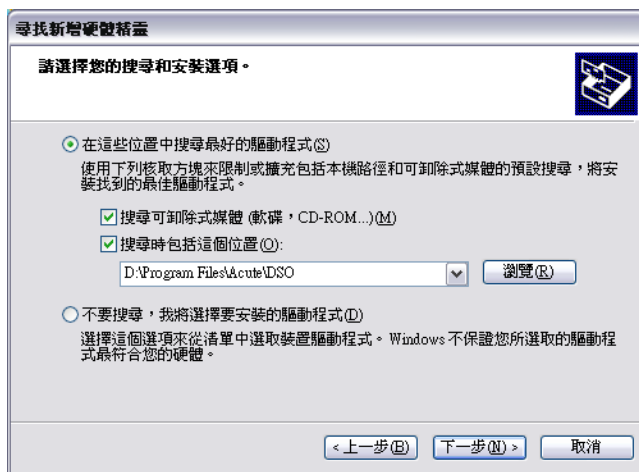 尋找新增硬體精靈
請選擇您的搜尋和安裝選項。
在這些位置中搜尋最好的驅動程式(S)
使用下列核取方塊來限制或擴充包括本機路徑和可卸除式媒體的預設搜尋，將安
裝找到的最佳驅動程式。
搜尋可卸除式媒體 (軟碟，CD-ROM...)(M)
搜尋時包括這個位置(O):
D:\Program Files\Acute\DSO
瀏覽(R)
不要搜尋，我將選擇要安裝的驅動程式(D)
選擇這個選項來從清單中選取裝置驅動程式。Windows 不保證您所選取的驅動程
式最符合您的硬體。
<上一步(B)
下一步(N) >
取消